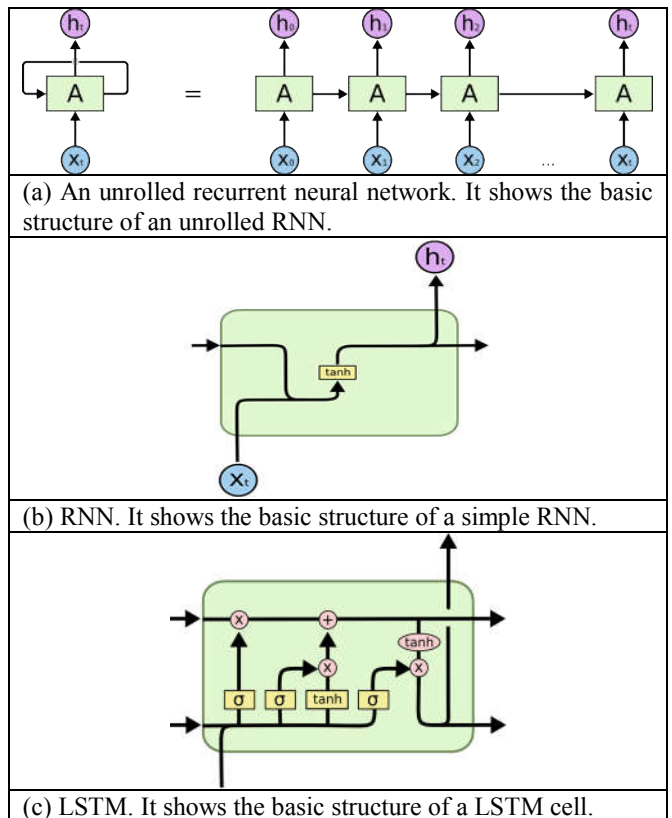 hₜ h₀ h₁ h₂ hₜ
A = A A A A
xₜ x₀ x₁ x₂ ... xₜ
(a) An unrolled recurrent neural network. It shows the basic
structure of an unrolled RNN.
hₜ
tanh
xₜ
(b) RNN. It shows the basic structure of a simple RNN.
x +
tanh
x x
σ σ tanh σ
(c) LSTM. It shows the basic structure of a LSTM cell.